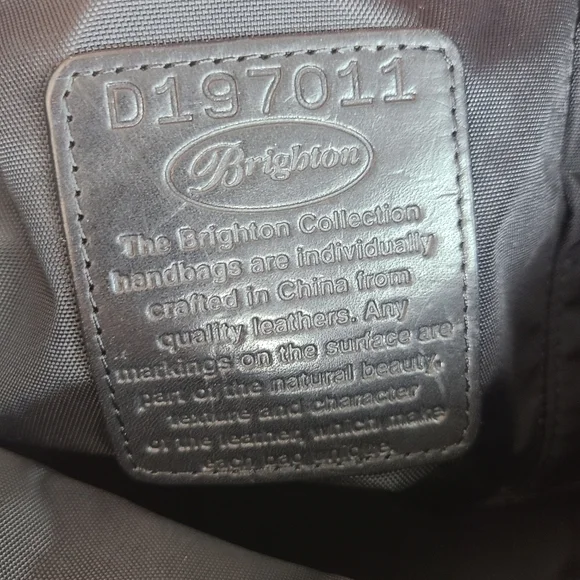 D197011
Brighton
The Brighton Collection
handbags are individually
crafted in China from
quality leathers. Any
markings on the surface are
part of the natural beauty,
texture and character
of the leather, which make
each bag unique.